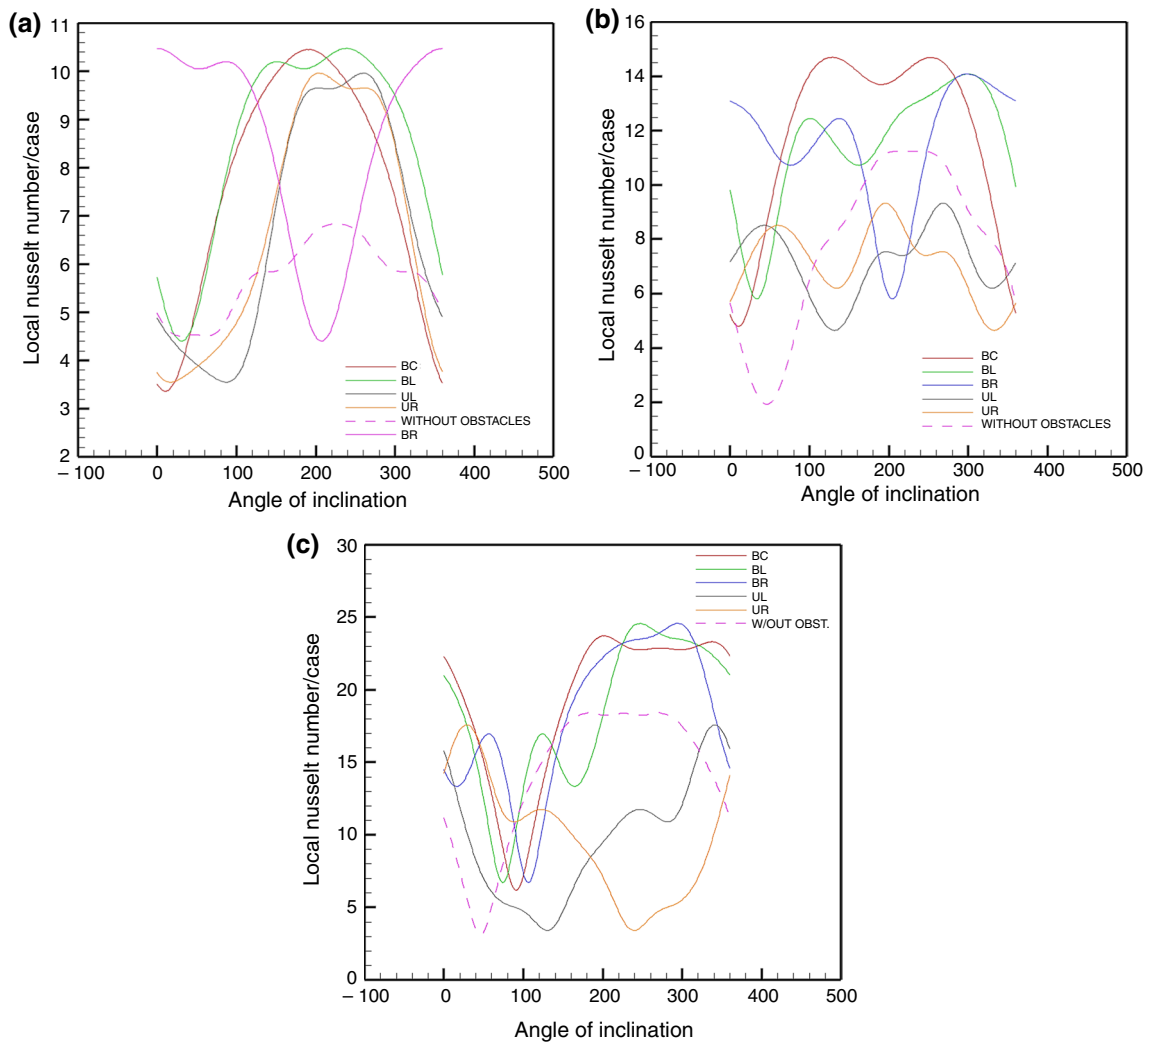 (a)
11
10
9
8
7
6
5
4
3
2
– 100
0
100
200
300
400
500
Local nusselt number/case
Angle of inclination
BC
BL
UL
UR
WITHOUT OBSTACLES
BR
(b)
16
14
12
10
8
6
4
2
0
– 100
0
100
200
300
400
500
Local nusselt number/case
Angle of inclination
BC
BL
BR
UL
UR
WITHOUT OBSTACLES
(c)
30
25
20
15
10
5
0
– 100
0
100
200
300
400
500
Local nusselt number/case
Angle of inclination
BC
BL
BR
UL
UR
W/OUT OBST.